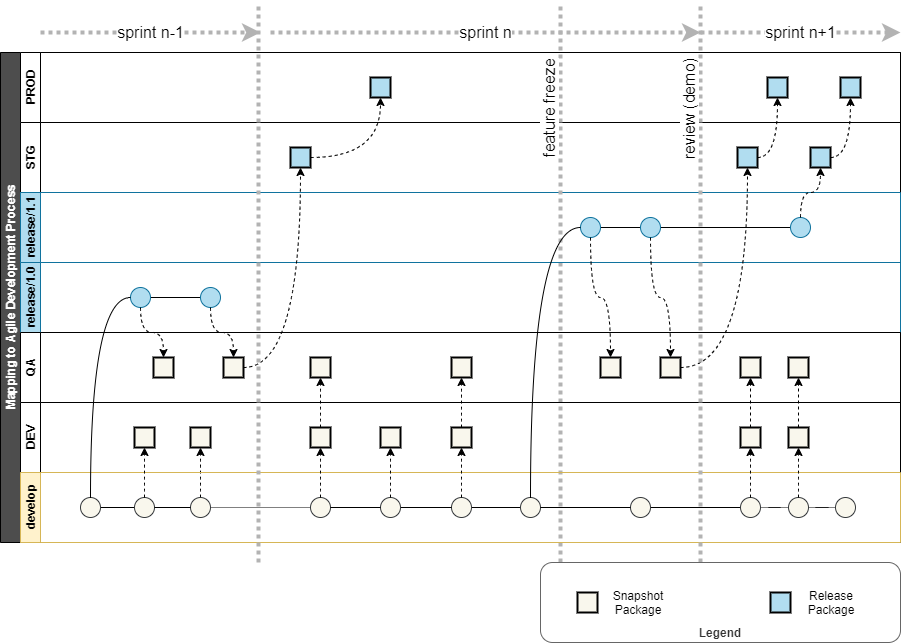 sprint n-1
sprint n
sprint n+1
Mapping to Agile Development Process
PROD
STG
release/1.1
release/1.0
QA
DEV
develop
feature freeze
review (demo)
Snapshot
Package
Release
Package
Legend